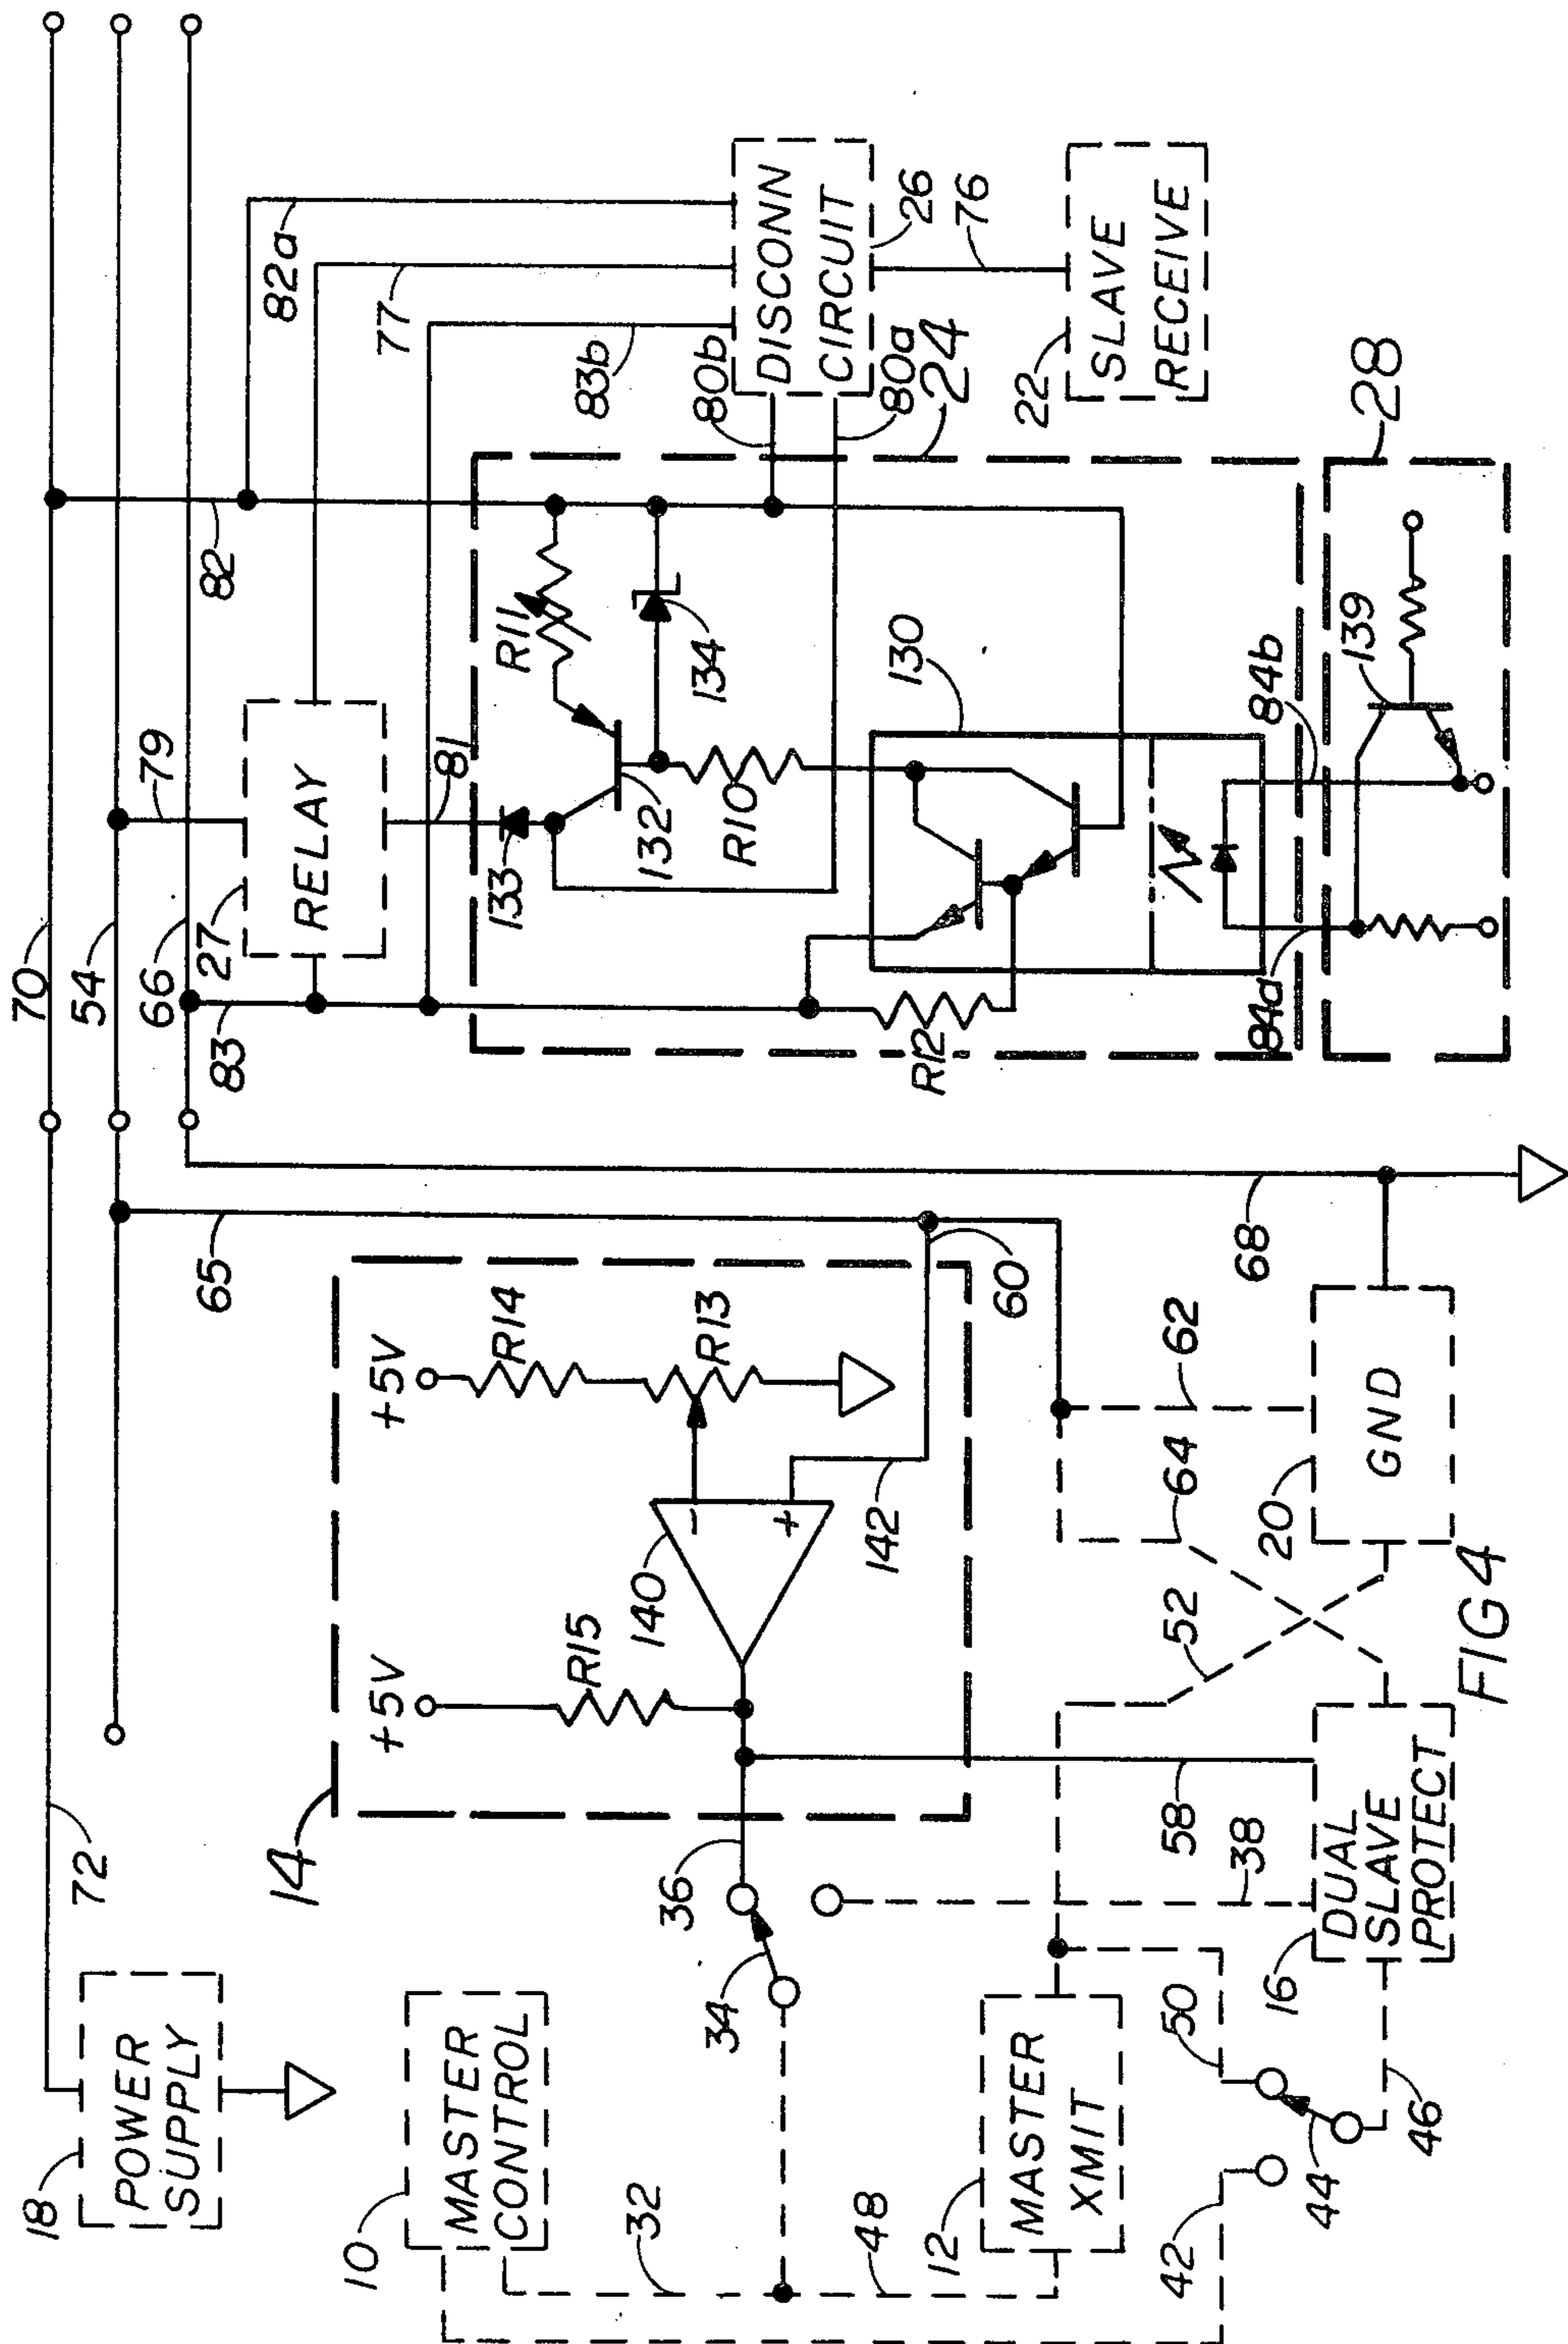 70
54
66
72
18
POWER
SUPPLY
10
MASTER
CONTROL
32
48
12
MASTER
XMIT
42
44
46
50
34
36
14
+5V
R15
+5V
R14
R13
140
-
+
142
60
65
58
38
16
DUAL
SLAVE
PROTECT
52
64
62
20
GND
68
83
27
RELAY
79
81
82
82a
77
83b
80b
80a
DISCONN
CIRCUIT
26
76
22
SLAVE
RECEIVE
24
133
132
R11
134
R10
130
R12
84a
84b
28
139
FIG 4